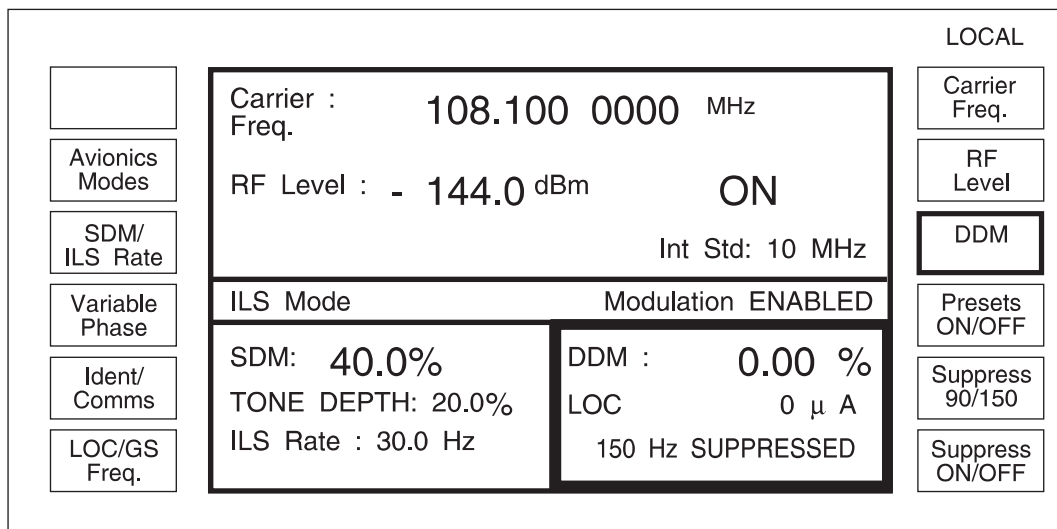 LOCAL
Avionics
Modes
SDM/
ILS Rate
Variable
Phase
Ident/
Comms
LOC/GS
Freq.
Carrier :
Freq.
108.100 0000 MHz
RF Level : - 144.0 dBm ON
Int Std: 10 MHz
ILS Mode Modulation ENABLED
SDM: 40.0%
TONE DEPTH: 20.0%
ILS Rate : 30.0 Hz
DDM : 0.00 %
LOC 0 μ A
150 Hz SUPPRESSED
Carrier
Freq.
RF
Level
DDM
Presets
ON/OFF
Suppress
90/150
Suppress
ON/OFF